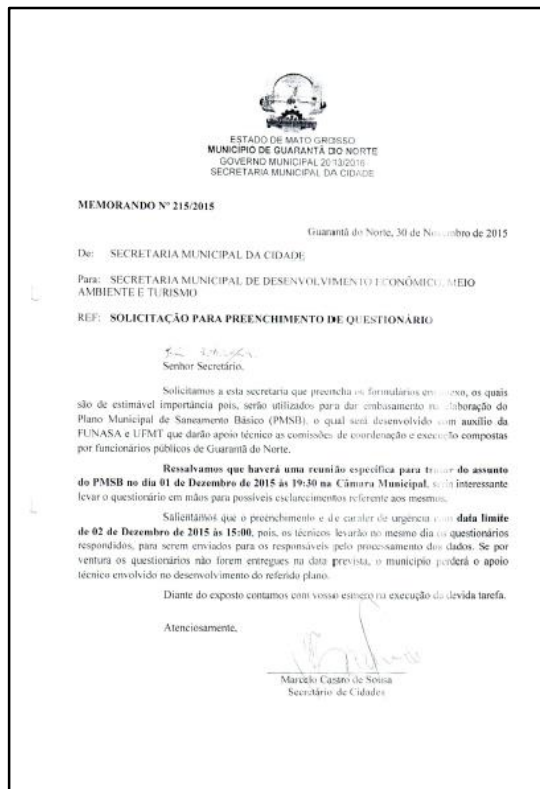 ESTADO DE MATO GROSSO
MUNICÍPIO DE GUARANTÃ DO NORTE
GOVERNO MUNICIPAL 2013/2016
SECRETARIA MUNICIPAL DA CIDADE
MEMORANDO Nº 215/2015
Guarantã do Norte, 30 de Novembro de 2015
De: SECRETARIA MUNICIPAL DA CIDADE
Para: SECRETARIA MUNICIPAL DE DESENVOLVIMENTO ECONÔMICO, MEIO
AMBIENTE E TURISMO
REF: SOLICITAÇÃO PARA PREENCHIMENTO DE QUESTIONÁRIO
Senhor Secretário,
Solicitamos a esta secretaria que preencha os formulários em anexo, os quais
são de estimável importância pois, serão utilizados para dar embasamento na elaboração do
Plano Municipal de Saneamento Básico (PMSB), o qual será desenvolvido com auxílio da
FUNASA e UFMT que darão apoio técnico as comissões de coordenação e execução compostas
por funcionários públicos de Guarantã do Norte.
Ressalvamos que haverá uma reunião específica para tratar do assunto
do PMSB no dia 01 de Dezembro de 2015 às 19:30 na Câmara Municipal, seria interessante
levar o questionário em mãos para possíveis esclarecimentos referente aos mesmos.
Salientamos que o preenchimento e de caráter de urgência com data limite
de 02 de Dezembro de 2015 às 15:00, pois, os técnicos levarão no mesmo dia os questionários
respondidos, para serem enviados para os responsáveis pelo processamento dos dados. Se por
ventura os questionários não forem entregues na data prevista, o município perderá o apoio
técnico envolvido no desenvolvimento do referido plano.
Diante do exposto contamos com vosso esmero na execução da devida tarefa.
Atenciosamente,
Marcelo Castro de Sousa
Secretário de Cidades